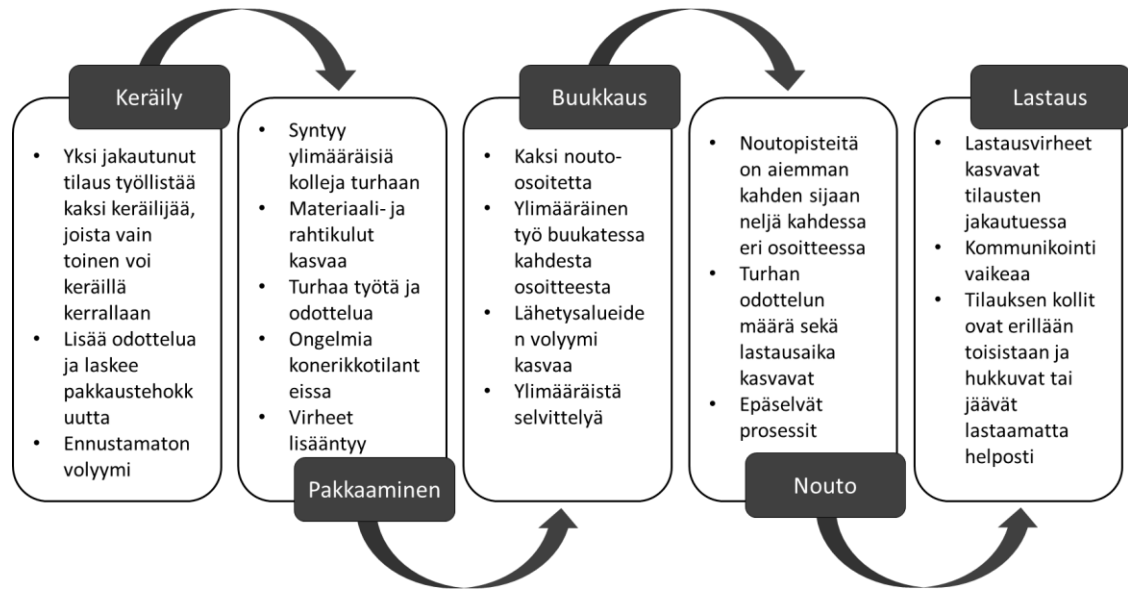 Keräily
• Yksi jakautunut
tilaus työllistää
kaksi keräilijää,
joista vain
toinen voi
keräillä
kerrallaan
• Lisää odottelua
ja laskee
pakkaustehokk
uutta
• Ennustamaton
volyymi
• Syntyy
ylimääräisiä
kolleja turhaan
• Materiaali- ja
rahtikulut
kasvaa
• Turhaa työtä ja
odottelua
• Ongelmia
konerikkotilant
eissa
• Virheet
lisääntyy
Pakkaaminen
Buukkaus
• Kaksi nouto-
osoitetta
• Ylimääräinen
työ buukatessa
kahdesta
osoitteesta
• Lähetysalueide
n volyymi
kasvaa
• Ylimääräistä
selvittelyä
• Noutopisteitä
on aiemman
kahden sijaan
neljä kahdessa
eri osoitteessa
• Turhan
odottelun
määrä sekä
lastausaika
kasvavat
• Epäselvät
prosessit
Nouto
Lastaus
• Lastausvirheet
kasvavat
tilausten
jakautuessa
• Kommunikointi
vaikeaa
• Tilauksen kollit
ovat erillään
toisistaan ja
hukkuvat tai
jäävät
lastaamatta
helposti